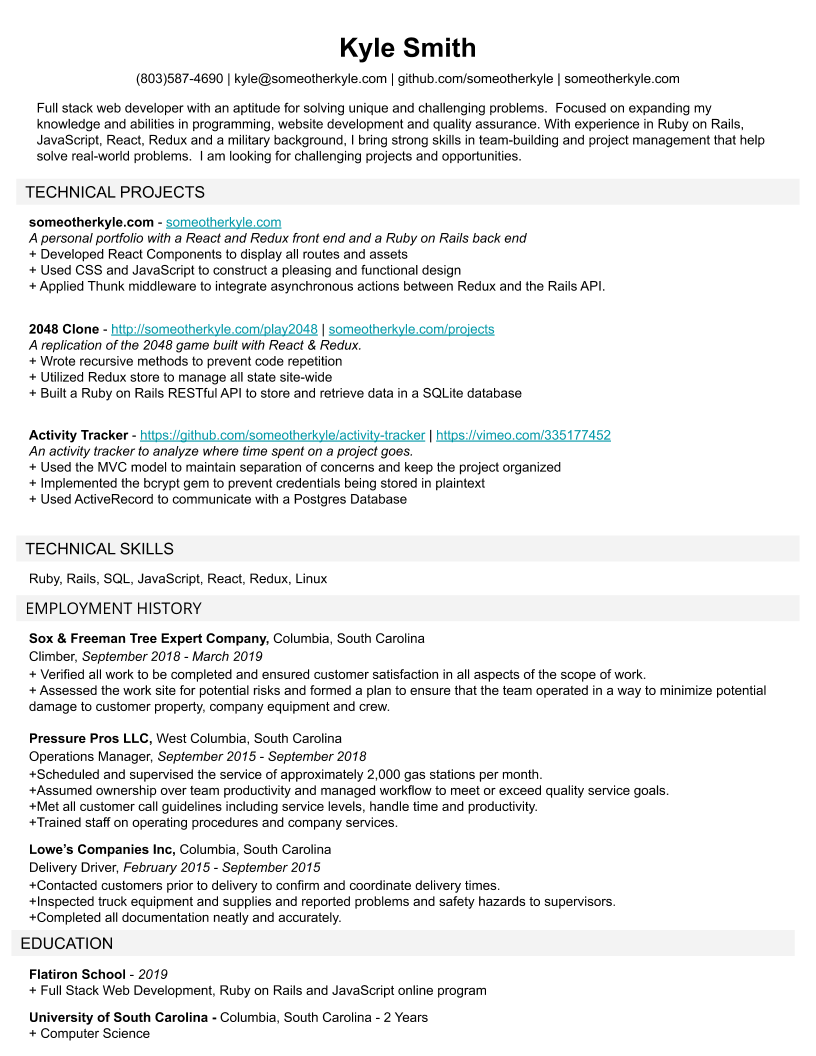 Kyle Smith
(803)587-4690 | kyle@someotherkyle.com | github.com/someotherkyle | someotherkyle.com
Full stack web developer with an aptitude for solving unique and challenging problems.  Focused on expanding my
knowledge and abilities in programming, website development and quality assurance. With experience in Ruby on Rails,
JavaScript, React, Redux and a military background, I bring strong skills in team-building and project management that help
solve real-world problems.  I am looking for challenging projects and opportunities.
TECHNICAL PROJECTS
someotherkyle.com - someotherkyle.com
A personal portfolio with a React and Redux front end and a Ruby on Rails back end
+ Developed React Components to display all routes and assets
+ Used CSS and JavaScript to construct a pleasing and functional design
+ Applied Thunk middleware to integrate asynchronous actions between Redux and the Rails API.
2048 Clone - http://someotherkyle.com/play2048 | someotherkyle.com/projects
A replication of the 2048 game built with React & Redux.
+ Wrote recursive methods to prevent code repetition
+ Utilized Redux store to manage all state site-wide
+ Built a Ruby on Rails RESTful API to store and retrieve data in a SQLite database
Activity Tracker - https://github.com/someotherkyle/activity-tracker | https://vimeo.com/335177452
An activity tracker to analyze where time spent on a project goes.
+ Used the MVC model to maintain separation of concerns and keep the project organized
+ Implemented the bcrypt gem to prevent credentials being stored in plaintext
+ Used ActiveRecord to communicate with a Postgres Database
TECHNICAL SKILLS
Ruby, Rails, SQL, JavaScript, React, Redux, Linux
EMPLOYMENT HISTORY
Sox & Freeman Tree Expert Company, Columbia, South Carolina
Climber, September 2018 - March 2019
+ Verified all work to be completed and ensured customer satisfaction in all aspects of the scope of work.
+ Assessed the work site for potential risks and formed a plan to ensure that the team operated in a way to minimize potential
damage to customer property, company equipment and crew.
Pressure Pros LLC, West Columbia, South Carolina
Operations Manager, September 2015 - September 2018
+Scheduled and supervised the service of approximately 2,000 gas stations per month.
+Assumed ownership over team productivity and managed workflow to meet or exceed quality service goals.
+Met all customer call guidelines including service levels, handle time and productivity.
+Trained staff on operating procedures and company services.
Lowe’s Companies Inc, Columbia, South Carolina
Delivery Driver, February 2015 - September 2015
+Contacted customers prior to delivery to confirm and coordinate delivery times.
+Inspected truck equipment and supplies and reported problems and safety hazards to supervisors.
+Completed all documentation neatly and accurately.
EDUCATION
Flatiron School - 2019
+ Full Stack Web Development, Ruby on Rails and JavaScript online program
University of South Carolina - Columbia, South Carolina - 2 Years
+ Computer Science